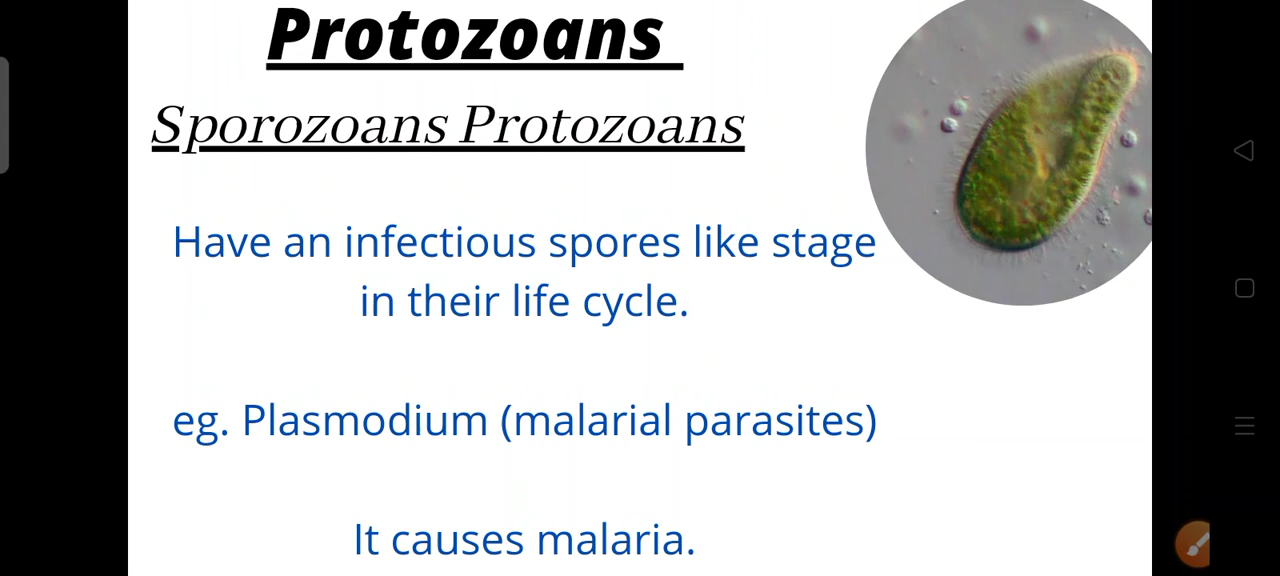 Protozoans
Sporozoans Protozoans
Have an infectious spores like stage
in their life cycle.
eg. Plasmodium (malarial parasites)
It causes malaria.